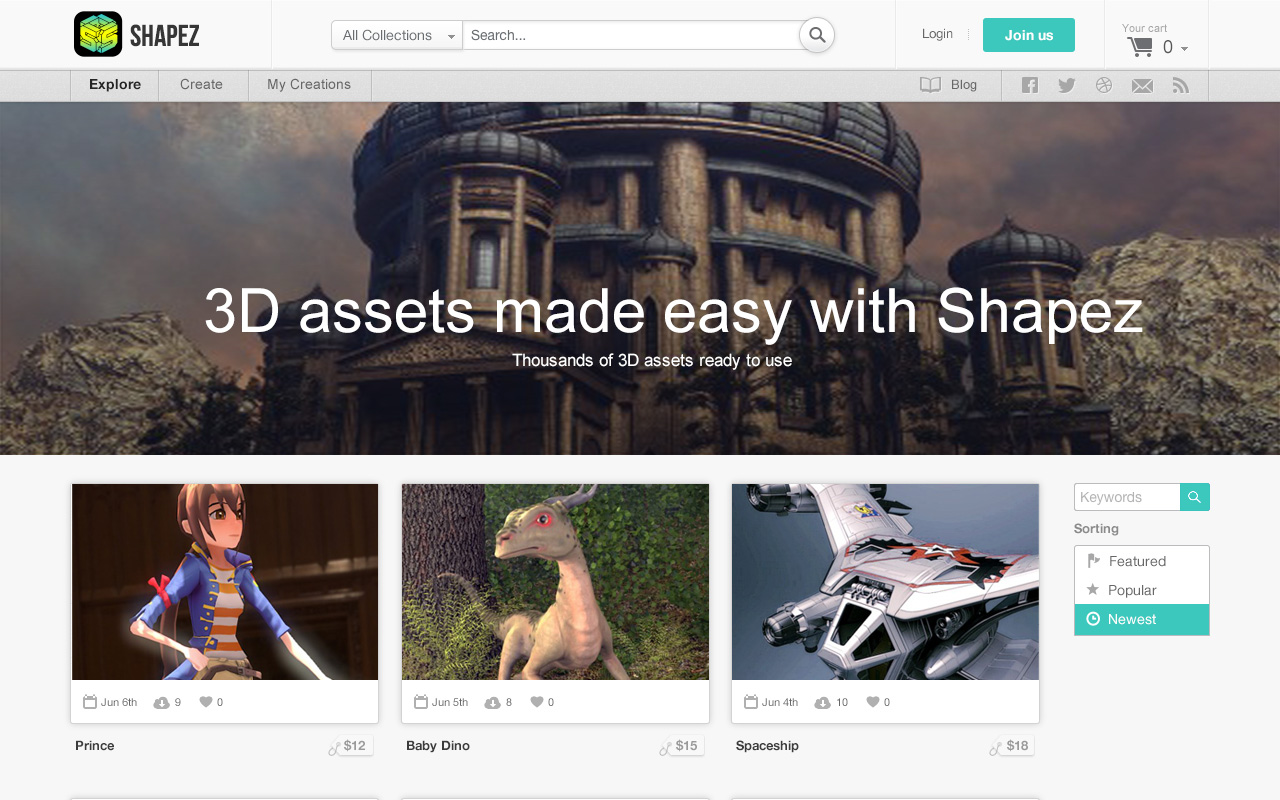 SHAPEZ
All Collections
Search...
Login
Join us
Your cart
0
Explore
Create
My Creations
Blog
3D assets made easy with Shapez
Thousands of 3D assets ready to use
Keywords
Sorting
Featured
Popular
Newest
Jun 6th 9 0
Prince $12
Jun 5th 8 0
Baby Dino $15
Jun 4th 10 0
Spaceship $18